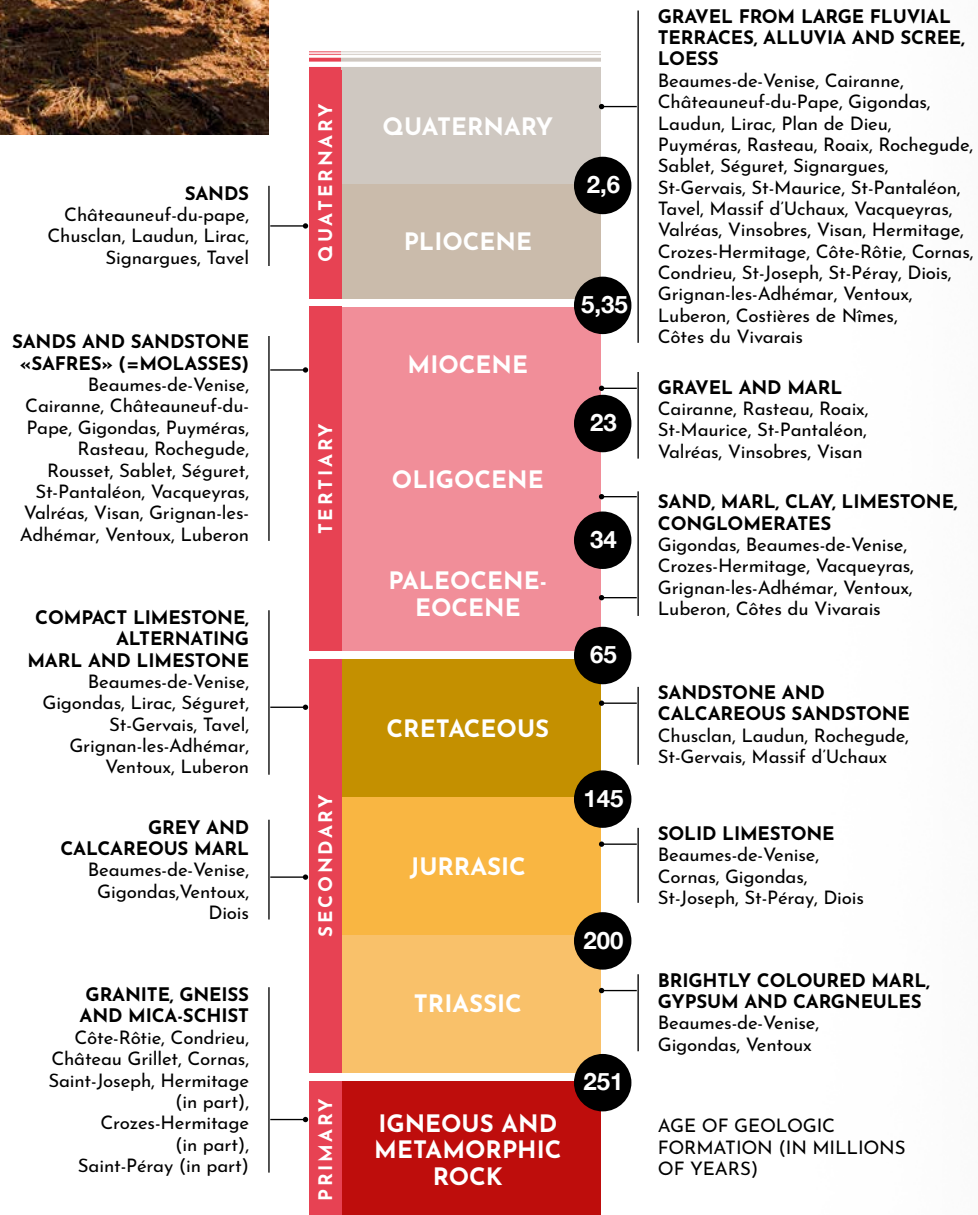 GRAVEL FROM LARGE FLUVIAL
TERRACES, ALLUVIA AND SCREE,
LOESS
Beaumes-de-Venise, Cairanne,
Châteauneuf-du-Pape, Gigondas,
Laudun, Lirac, Plan de Dieu,
Puyméras, Rasteau, Roaix, Rochegude,
Sablet, Séguret, Signargues,
St-Gervais, St-Maurice, St-Pantaléon,
Tavel, Massif d'Uchaux, Vacqueyras,
Valréas, Vinsobres, Visan, Hermitage,
Crozes-Hermitage, Côte-Rôtie, Cornas,
Condrieu, St-Joseph, St-Péray, Diois,
Grignan-les-Adhémar, Ventoux,
Luberon, Costières de Nîmes,
Côtes du Vivarais
QUATERNARY
QUATERNARY
2,6
SANDS
Châteauneuf-du-pape,
Chusclan, Laudun, Lirac,
Signargues, Tavel
PLIOCENE
5,35
SANDS AND SANDSTONE
«SAFRES» (=MOLASSES)
Beaumes-de-Venise,
Cairanne, Châteauneuf-du-
Pape, Gigondas, Puyméras,
Rasteau, Rochegude,
Rousset, Sablet, Séguret,
St-Pantaléon, Vacqueyras,
Valréas, Visan, Grignan-les-
Adhémar, Ventoux, Luberon
TERTIARY
MIOCENE
23
GRAVEL AND MARL
Cairanne, Rasteau, Roaix,
St-Maurice, St-Pantaléon,
Valréas, Vinsobres, Visan
OLIGOCENE
34
SAND, MARL, CLAY, LIMESTONE,
CONGLOMERATES
Gigondas, Beaumes-de-Venise,
Crozes-Hermitage, Vacqueyras,
Grignan-les-Adhémar, Ventoux,
Luberon, Côtes du Vivarais
PALEOCENE-
EOCENE
65
COMPACT LIMESTONE,
ALTERNATING
MARL AND LIMESTONE
Beaumes-de-Venise,
Gigondas, Lirac, Séguret,
St-Gervais, Tavel,
Grignan-les-Adhémar,
Ventoux, Luberon
SECONDARY
CRETACEOUS
SANDSTONE AND
CALCAREOUS SANDSTONE
Chusclan, Laudun, Rochegude,
St-Gervais, Massif d'Uchaux
145
GREY AND
CALCAREOUS MARL
Beaumes-de-Venise,
Gigondas,Ventoux,
Diois
JURRASIC
SOLID LIMESTONE
Beaumes-de-Venise,
Cornas, Gigondas,
St-Joseph, St-Péray, Diois
200
TRIASSIC
BRIGHTLY COLOURED MARL,
GYPSUM AND CARGNEULES
Beaumes-de-Venise,
Gigondas, Ventoux
251
GRANITE, GNEISS
AND MICA-SCHIST
Côte-Rôtie, Condrieu,
Château Grillet, Cornas,
Saint-Joseph, Hermitage
(in part),
Crozes-Hermitage
(in part),
Saint-Péray (in part)
PRIMARY
IGNEOUS AND
METAMORPHIC
ROCK
AGE OF GEOLOGIC
FORMATION (IN MILLIONS
OF YEARS)